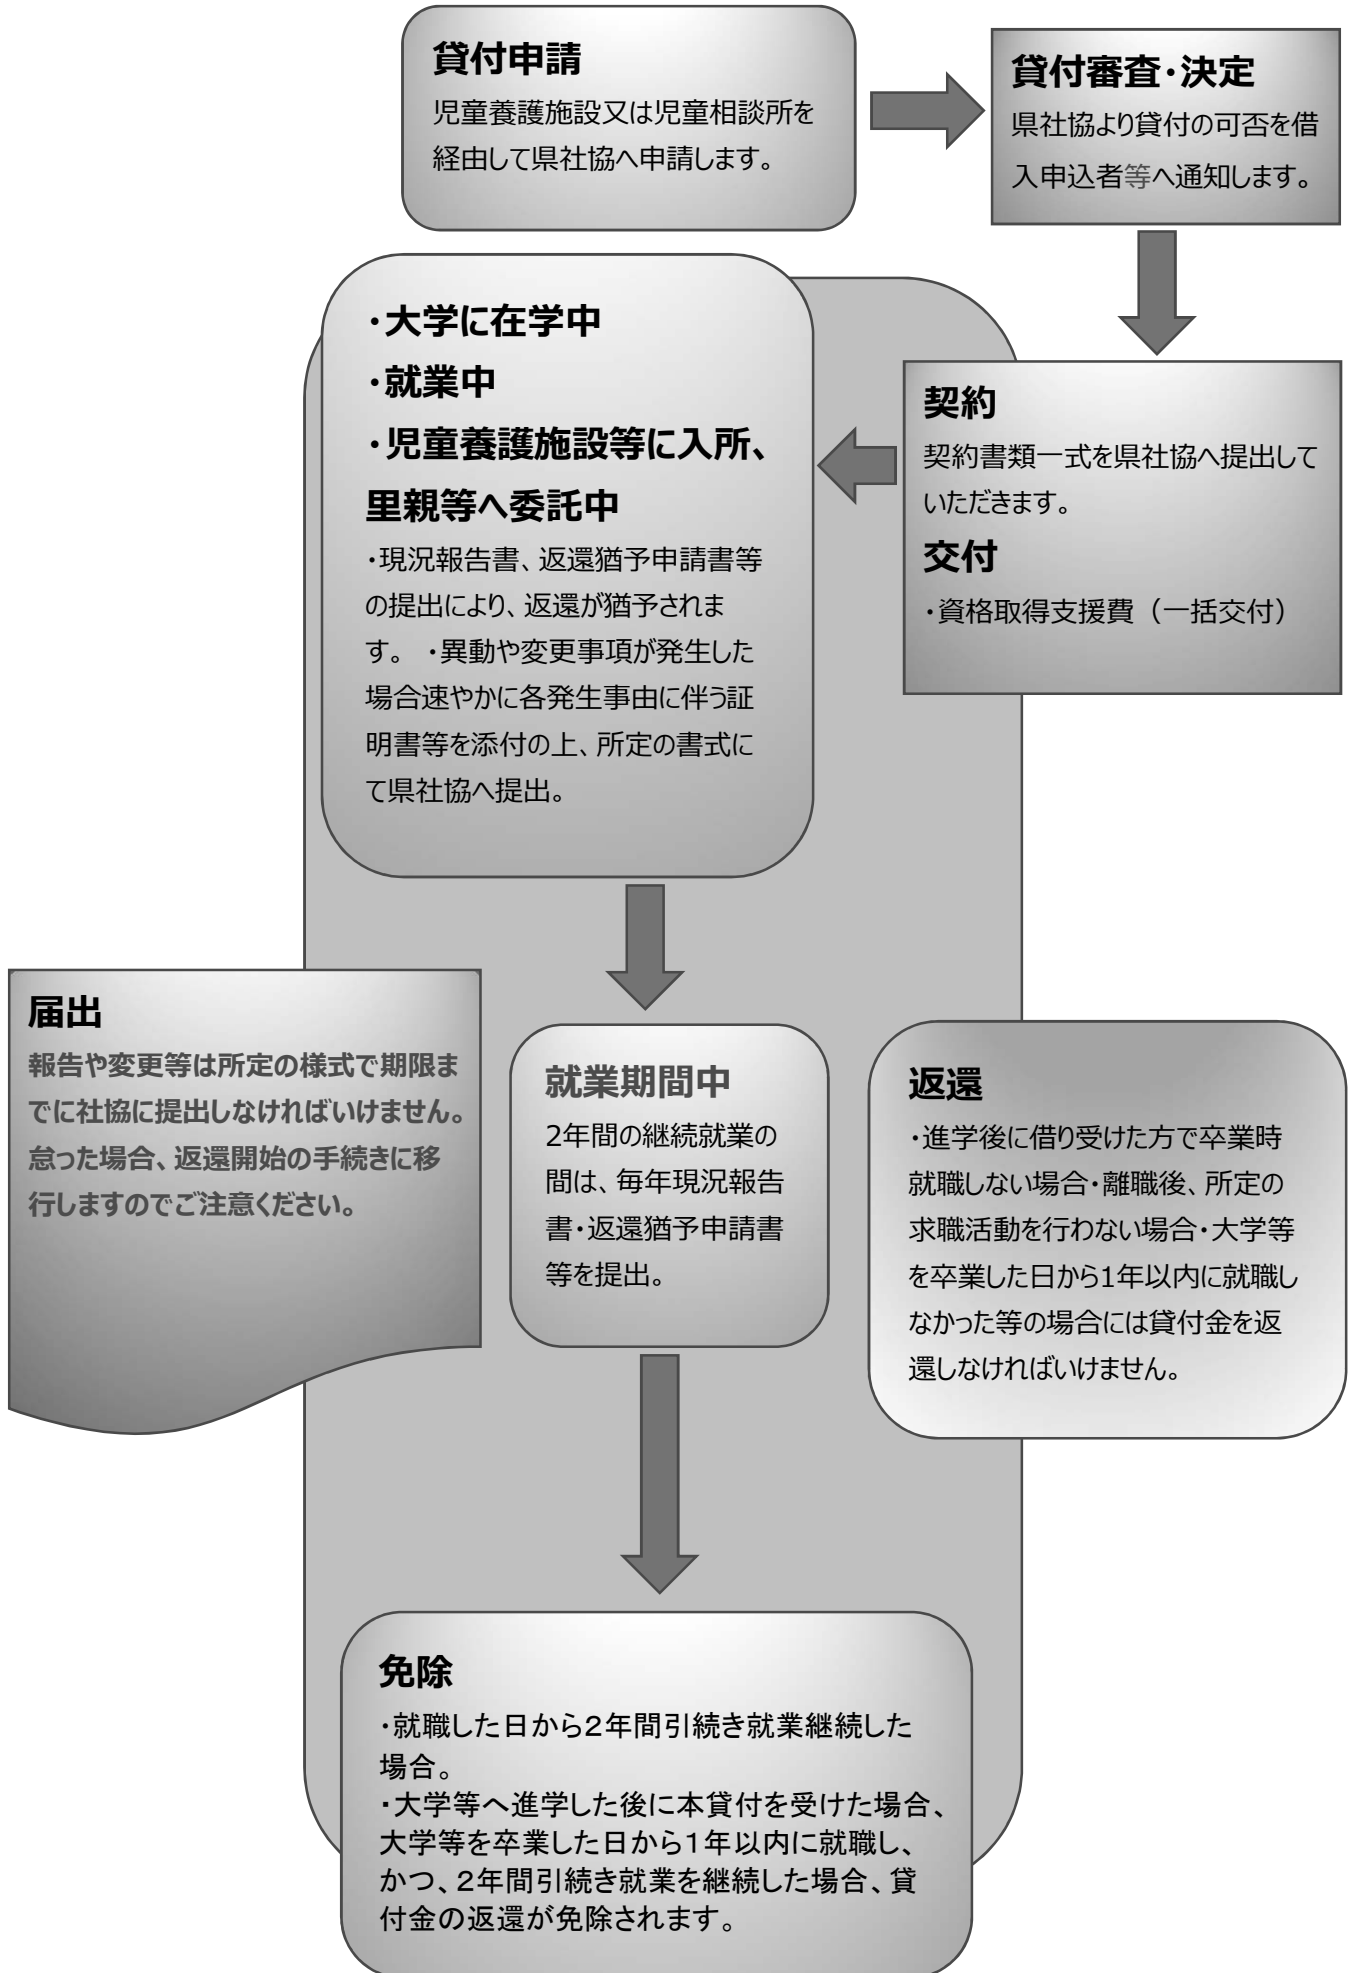 貸付申請
児童養護施設又は児童相談所を
経由して県社協へ申請します。
貸付審査・決定
県社協より貸付の可否を借
入申込者等へ通知します。
・大学に在学中
・就業中
・児童養護施設等に入所、
里親等へ委託中
・現況報告書、返還猶予申請書等
の提出により、返還が猶予されま
す。 ・異動や変更事項が発生した
場合速やかに各発生事由に伴う証
明書等を添付の上、所定の書式に
て県社協へ提出。
契約
契約書類一式を県社協へ提出して
いただきます。
交付
・資格取得支援費（一括交付）
届出
報告や変更等は所定の様式で期限ま
でに社協に提出しなければいけません。
怠った場合、返還開始の手続きに移
行しますのでご注意ください。
就業期間中
2年間の継続就業の
間は、毎年現況報告
書・返還猶予申請書
等を提出。
返還
・進学後に借り受けた方で卒業時
就職しない場合・離職後、所定の
求職活動を行わない場合・大学等
を卒業した日から1年以内に就職し
なかった等の場合には貸付金を返
還しなければいけません。
免除
・就職した日から２年間引続き就業継続した
場合。
・大学等へ進学した後に本貸付を受けた場合、
大学等を卒業した日から１年以内に就職し、
かつ、２年間引続き就業を継続した場合、貸
付金の返還が免除されます。